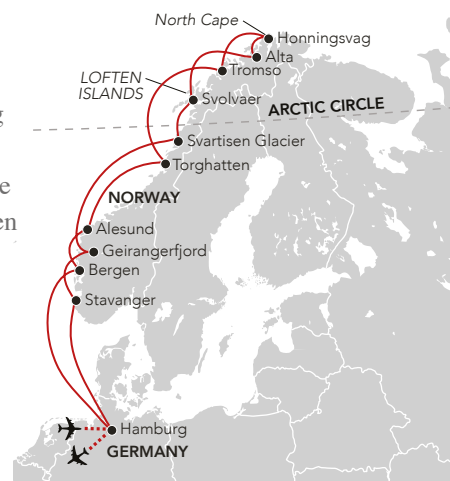 North Cape
Honningsvag
Alta
Tromso
LOFTEN
ISLANDS
Svolvaer
ARCTIC CIRCLE
Svartisen Glacier
Torghatten
NORWAY
Alesund
Geirangerfjord
Bergen
Stavanger
Hamburg
GERMANY